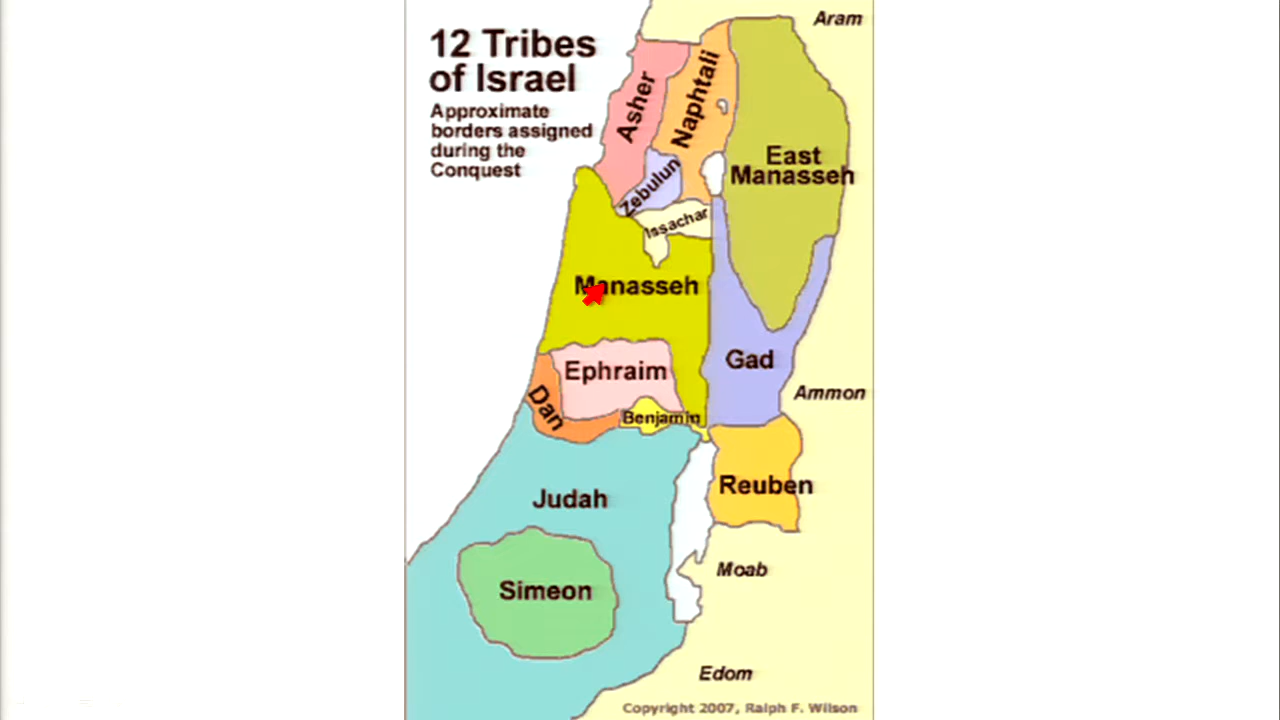 12 Tribes
of Israel
Approximate
borders assigned
during the
Conquest
Aram
Asher
Naphtali
East
Manasseh
Zebulun
Issachar
Manasseh
Ephraim
Gad
Dan
Benjamin
Ammon
Judah
Reuben
Simeon
Moab
Edom
Copyright 2007, Ralph F. Wilson